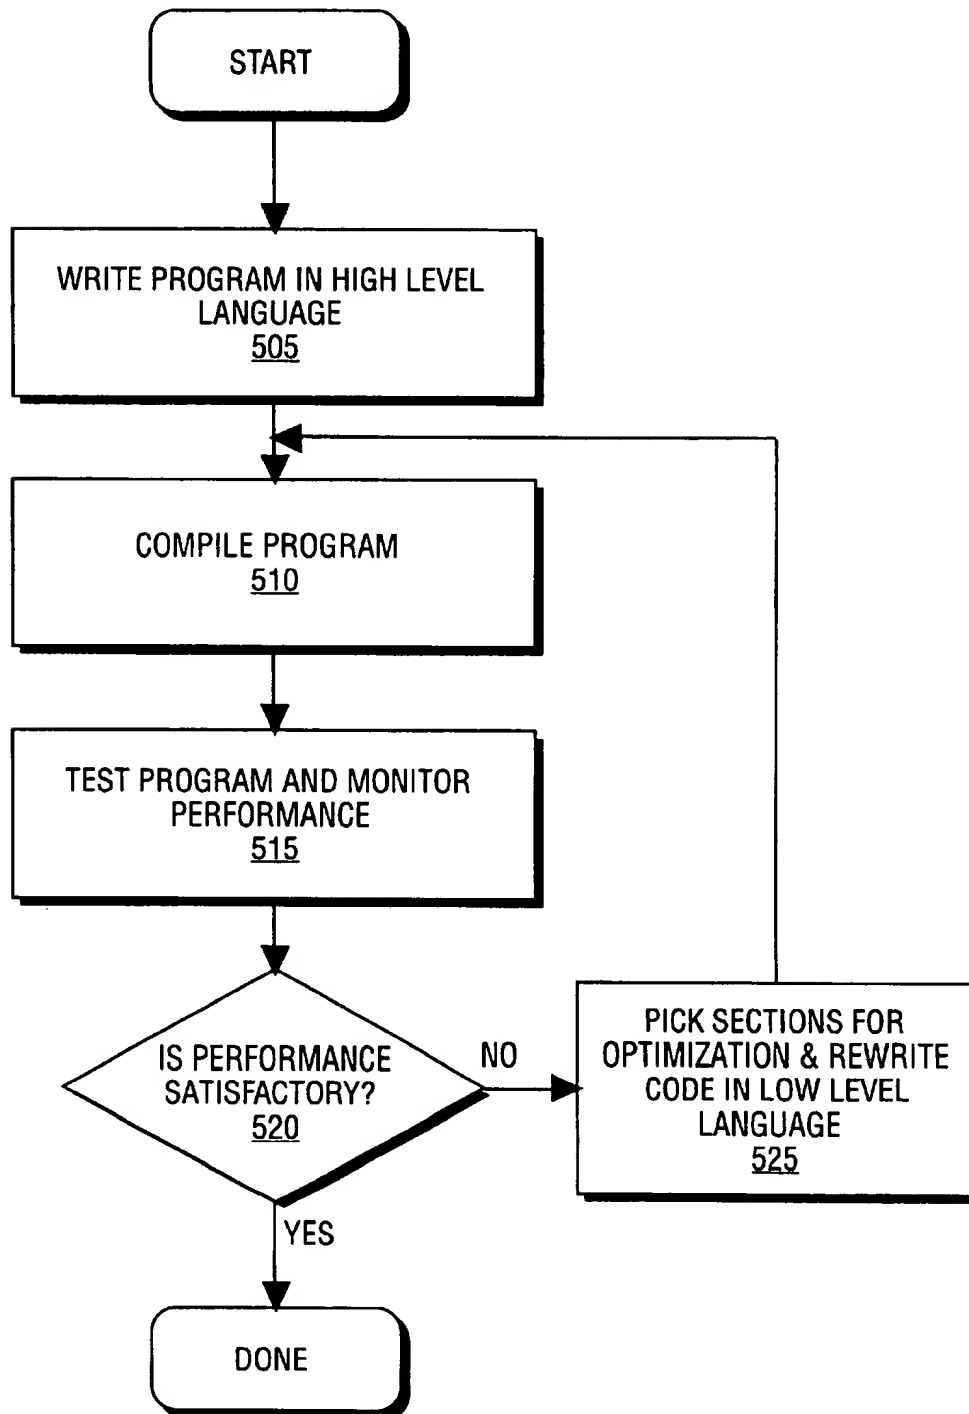 START
WRITE PROGRAM IN HIGH LEVEL
LANGUAGE
505
COMPILE PROGRAM
510
TEST PROGRAM AND MONITOR
PERFORMANCE
515
IS PERFORMANCE
SATISFACTORY?
520
NO
PICK SECTIONS FOR
OPTIMIZATION & REWRITE
CODE IN LOW LEVEL
LANGUAGE
525
YES
DONE